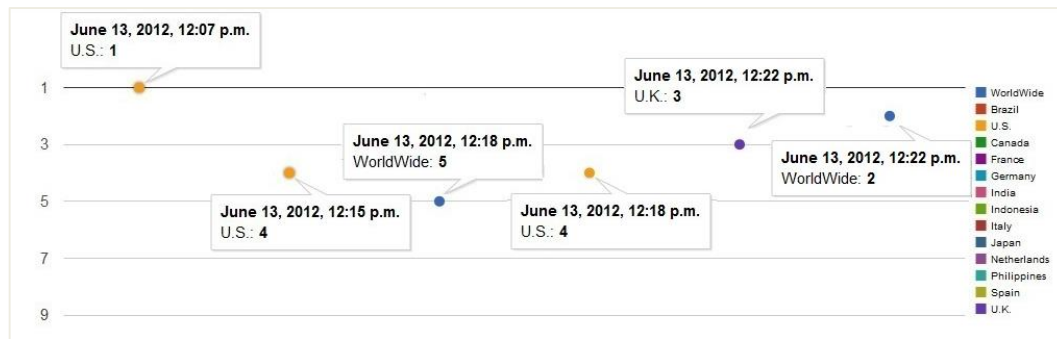 June 13, 2012, 12:07 p.m.
U.S.: 1
June 13, 2012, 12:22 p.m.
U.K.: 3
June 13, 2012, 12:18 p.m.
WorldWide: 5
June 13, 2012, 12:22 p.m.
WorldWide: 2
June 13, 2012, 12:15 p.m.
U.S.: 4
June 13, 2012, 12:18 p.m.
U.S.: 4
1
3
5
7
9
WorldWide
Brazil
U.S.
Canada
France
Germany
India
Indonesia
Italy
Japan
Netherlands
Philippines
Spain
U.K.